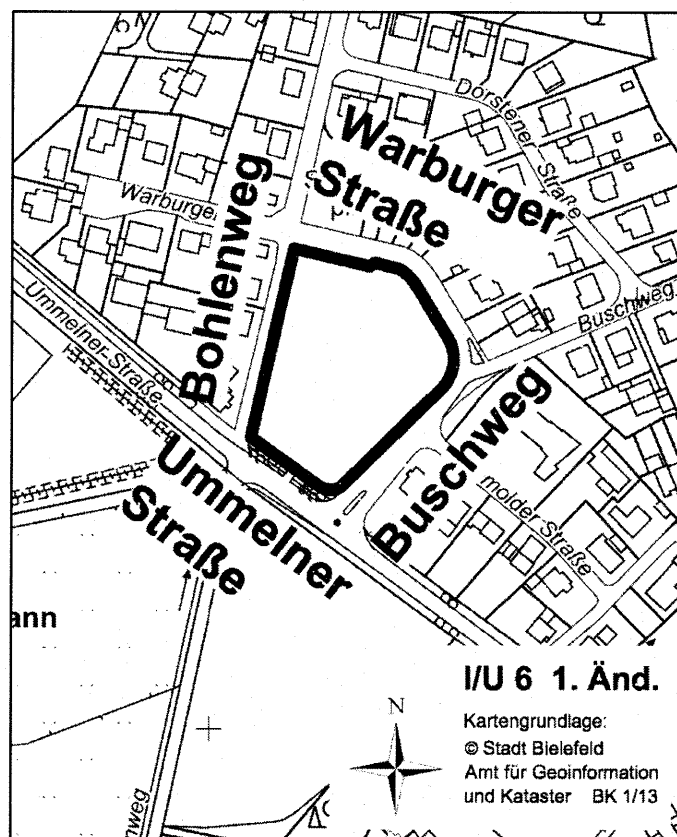 Dorstener Straße
Warburger
Straße
Warburger
Bohlenweg
Buschweg
Ummelner-Straße
Ummelner
Straße
Buschweg
molder Straße
ann
I/U 6 1. Änd.
N
Kartengrundlage:
© Stadt Bielefeld
Amt für Geoinformation
und Kataster BK 1/13
nweg